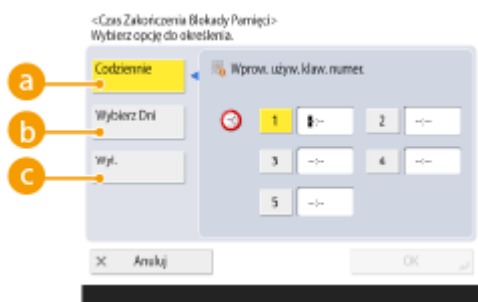 <Czas Zakończenia Blokady Pamięci>
Wybierz opcję do określenia.
a Codziennie
Wprow. używ. klaw. numer.
b Wybierz Dni
1 -:-- 2 --:--
c Wył.
3 --:-- 4 --:--
5 --:--
× Anuluj OK